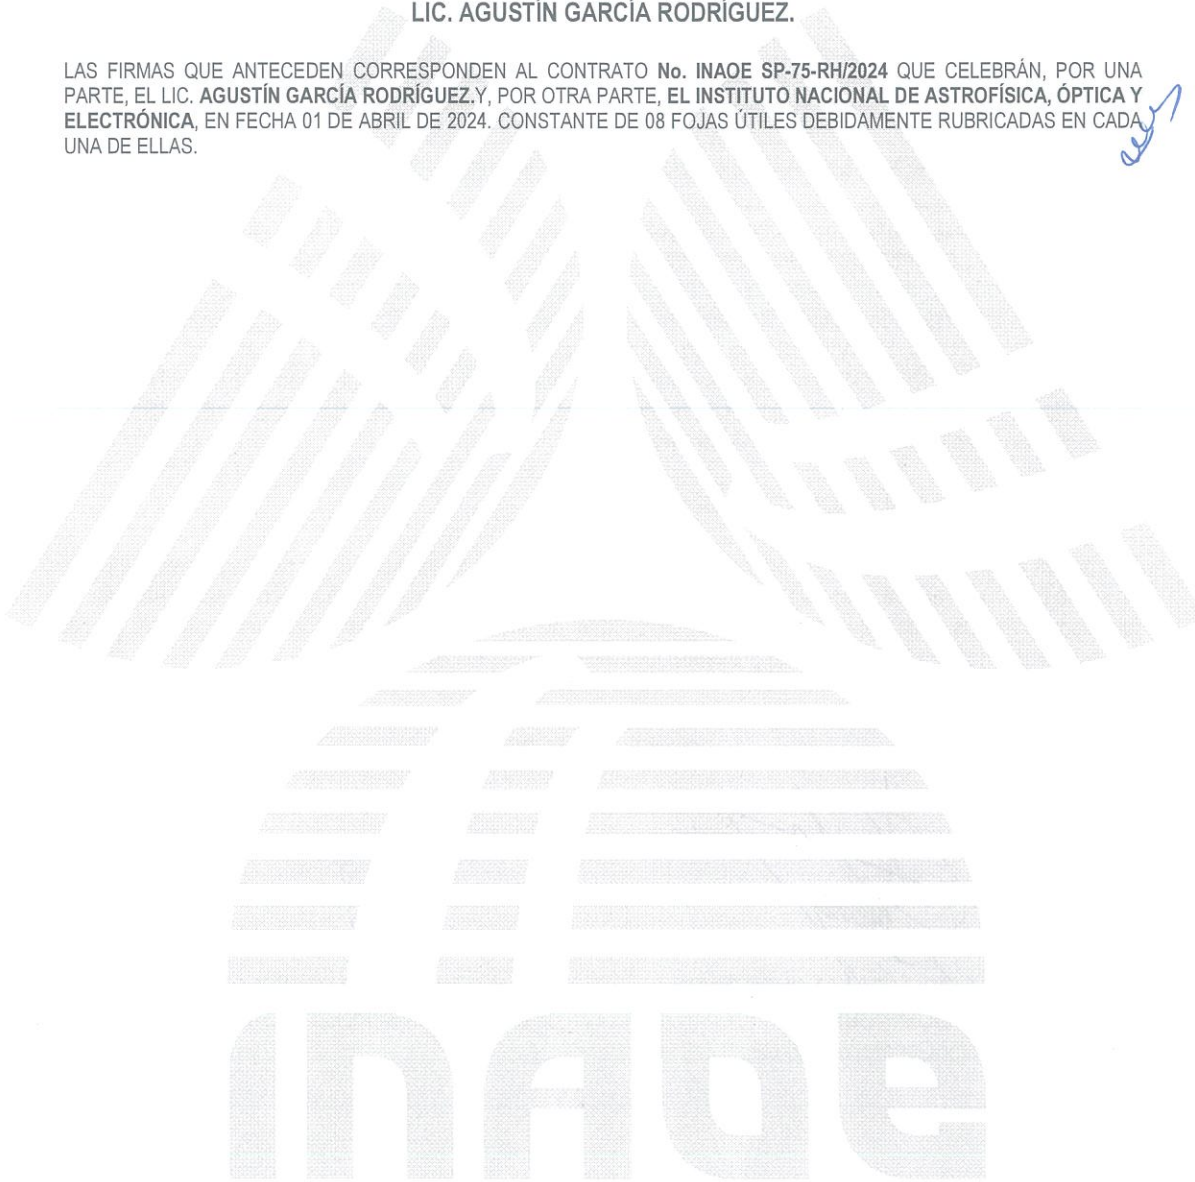 LIC. AGUSTÍN GARCÍA RODRÍGUEZ.
LAS FIRMAS QUE ANTECEDEN CORRESPONDEN AL CONTRATO No. INAOE SP-75-RH/2024 QUE CELEBRÁN, POR UNA
PARTE, EL LIC. AGUSTÍN GARCÍA RODRÍGUEZ.Y, POR OTRA PARTE, EL INSTITUTO NACIONAL DE ASTROFÍSICA, ÓPTICA Y
ELECTRÓNICA, EN FECHA 01 DE ABRIL DE 2024. CONSTANTE DE 08 FOJAS ÚTILES DEBIDAMENTE RUBRICADAS EN CADA
UNA DE ELLAS.
INAOE